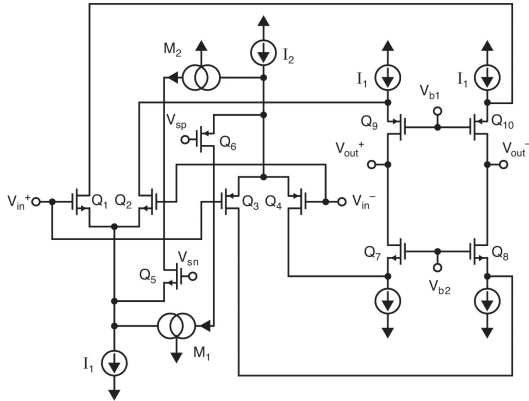 M2
I2
I1
I1
Vb1
Vsp
Q6
Q9
Q10
Vout+
Vout-
Vin+
Q1
Q2
Q3
Q4
Vin-
Vsn
Q5
Q7
Q8
Vb2
M1
I1